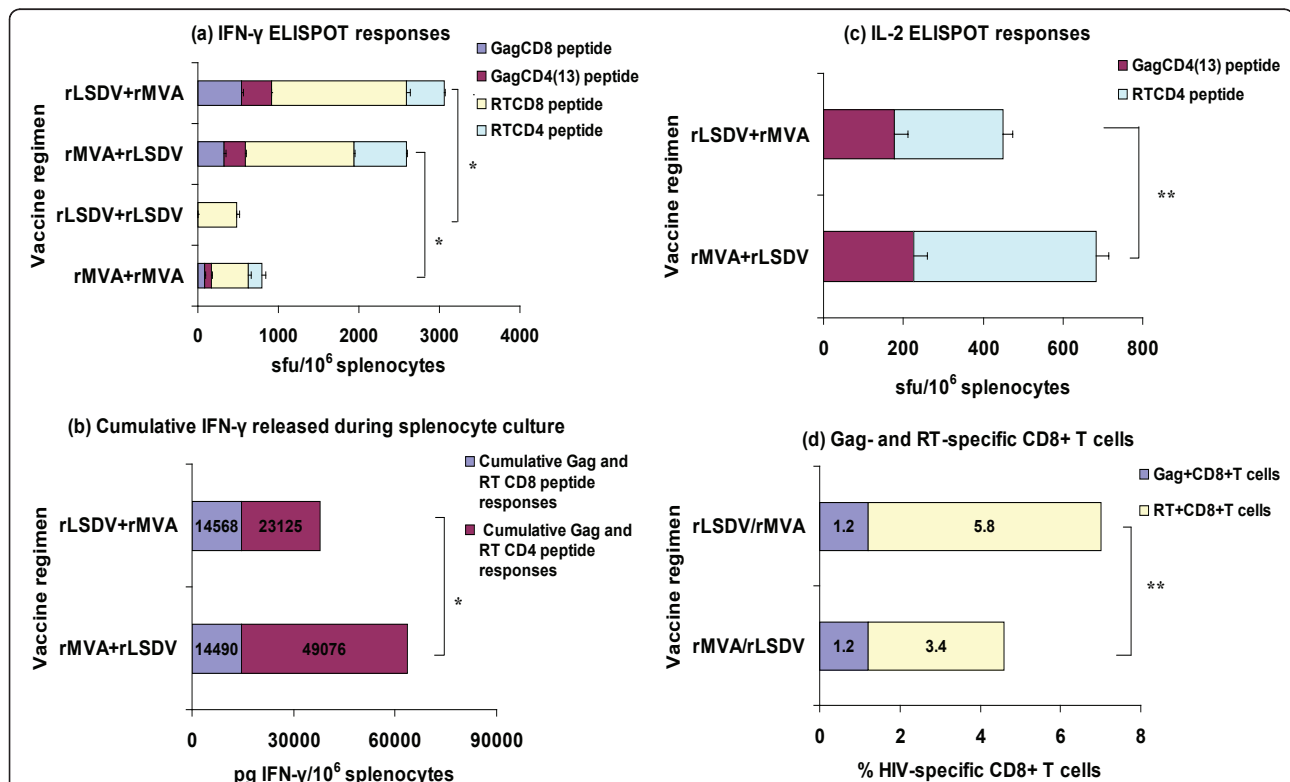 (a) IFN-γ ELISPOT responses
GagCD8 peptide
GagCD4(13) peptide
RTCD8 peptide
RTCD4 peptide
Vaccine regimen
rLSDV+rMVA
rMVA+rLSDV
rLSDV+rLSDV
rMVA+rMVA
*
*
0 1000 2000 3000 4000
sfu/10⁶ splenocytes
(c) IL-2 ELISPOT responses
GagCD4(13) peptide
RTCD4 peptide
Vaccine regimen
rLSDV+rMVA
rMVA+rLSDV
**
0 200 400 600 800
sfu/10⁶ splenocytes
(b) Cumulative IFN-γ released during splenocyte culture
Cumulative Gag and
RT CD8 peptide
responses
Cumulative Gag and
RT CD4 peptide
responses
Vaccine regimen
rLSDV+rMVA
14568 23125
rMVA+rLSDV
14490 49076
*
0 30000 60000 90000
pg IFN-γ/10⁶ splenocytes
(d) Gag- and RT-specific CD8+ T cells
Gag+CD8+T cells
RT+CD8+T cells
Vaccine regimen
rLSDV/rMVA
1.2 5.8
rMVA/rLSDV
1.2 3.4
**
0 2 4 6 8
% HIV-specific CD8+ T cells